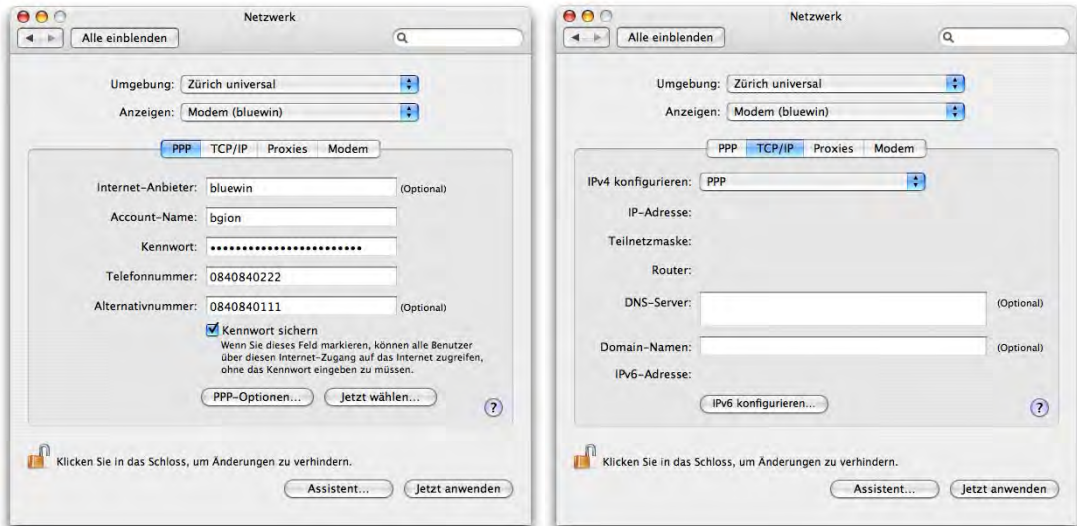 Netzwerk
Alle einblenden
Umgebung: Zürich universal
Anzeigen: Modem (bluewin)
PPP TCP/IP Proxies Modem
Internet-Anbieter: bluewin (Optional)
Account-Name: bgion
Kennwort: ••••••••••••••••••••••••
Telefonnummer: 0840840222
Alternativnummer: 0840840111 (Optional)
Kennwort sichern
Wenn Sie dieses Feld markieren, können alle Benutzer
über diesen Internet-Zugang auf das Internet zugreifen,
ohne das Kennwort eingeben zu müssen.
PPP-Optionen... Jetzt wählen...
?
Klicken Sie in das Schloss, um Änderungen zu verhindern.
Assistent... Jetzt anwenden
Netzwerk
Alle einblenden
Umgebung: Zürich universal
Anzeigen: Modem (bluewin)
PPP TCP/IP Proxies Modem
IPv4 konfigurieren: PPP
IP-Adresse:
Teilnetzmaske:
Router:
DNS-Server: (Optional)
Domain-Namen: (Optional)
IPv6-Adresse:
IPv6 konfigurieren...
?
Klicken Sie in das Schloss, um Änderungen zu verhindern.
Assistent... Jetzt anwenden